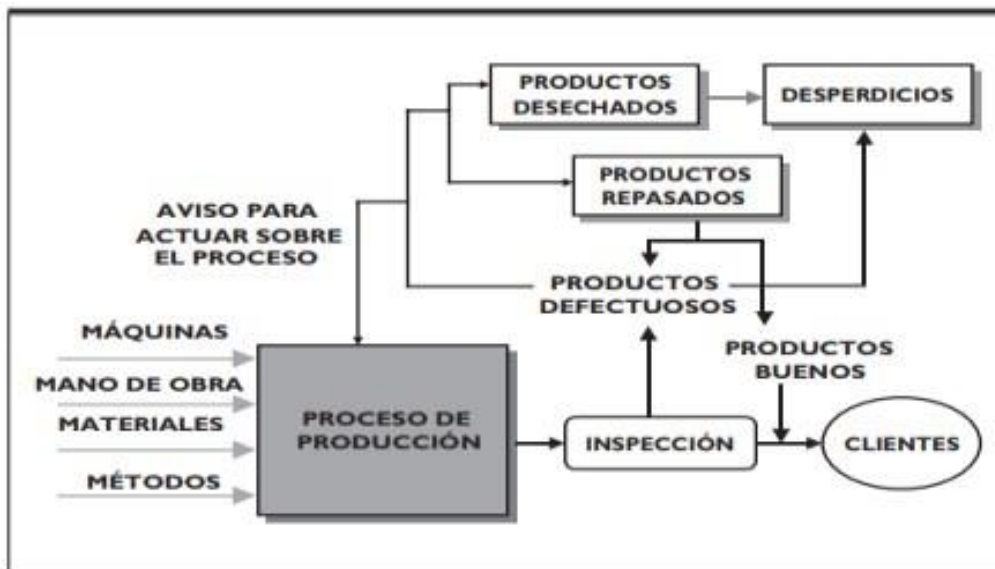 PRODUCTOS
DESECHADOS
DESPERDICIOS
PRODUCTOS
REPASADOS
AVISO PARA
ACTUAR SOBRE
EL PROCESO
PRODUCTOS
DEFECTUOSOS
MÁQUINAS
MANO DE OBRA
MATERIALES
MÉTODOS
PROCESO DE
PRODUCCIÓN
INSPECCIÓN
PRODUCTOS
BUENOS
CLIENTES